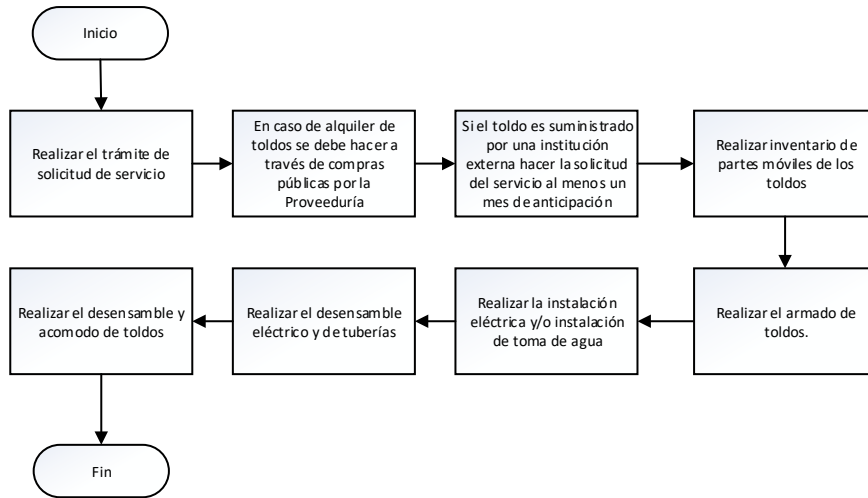 Inicio
Realizar el trámite de
solicitud de servicio
En caso de alquiler de
toldos se debe hacer a
través de compras
públicas por la
Proveeduría
Si el toldo es suministrado
por una institución
externa hacer la solicitud
del servicio al menos un
mes de anticipación
Realizar inventario de
partes móviles de los
toldos
Realizar el armado de
toldos.
Realizar la instalación
eléctrica y/o instalación
de toma de agua
Realizar el desensamble
eléctrico y de tuberías
Realizar el desensamble y
acomodo de toldos
Fin